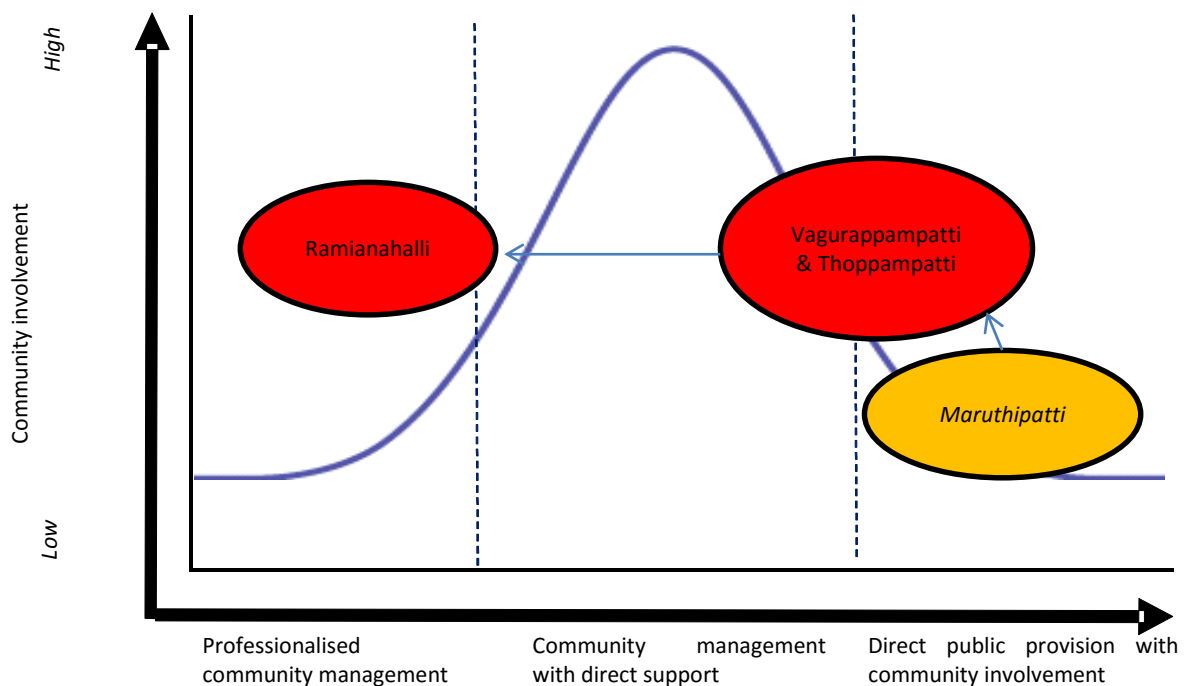 High
Community involvement
Low
Ramianahalli
Vagurappampatti
& Thoppampatti
Maruthipatti
Professionalised
community management
Community management
with direct support
Direct public provision with
community involvement